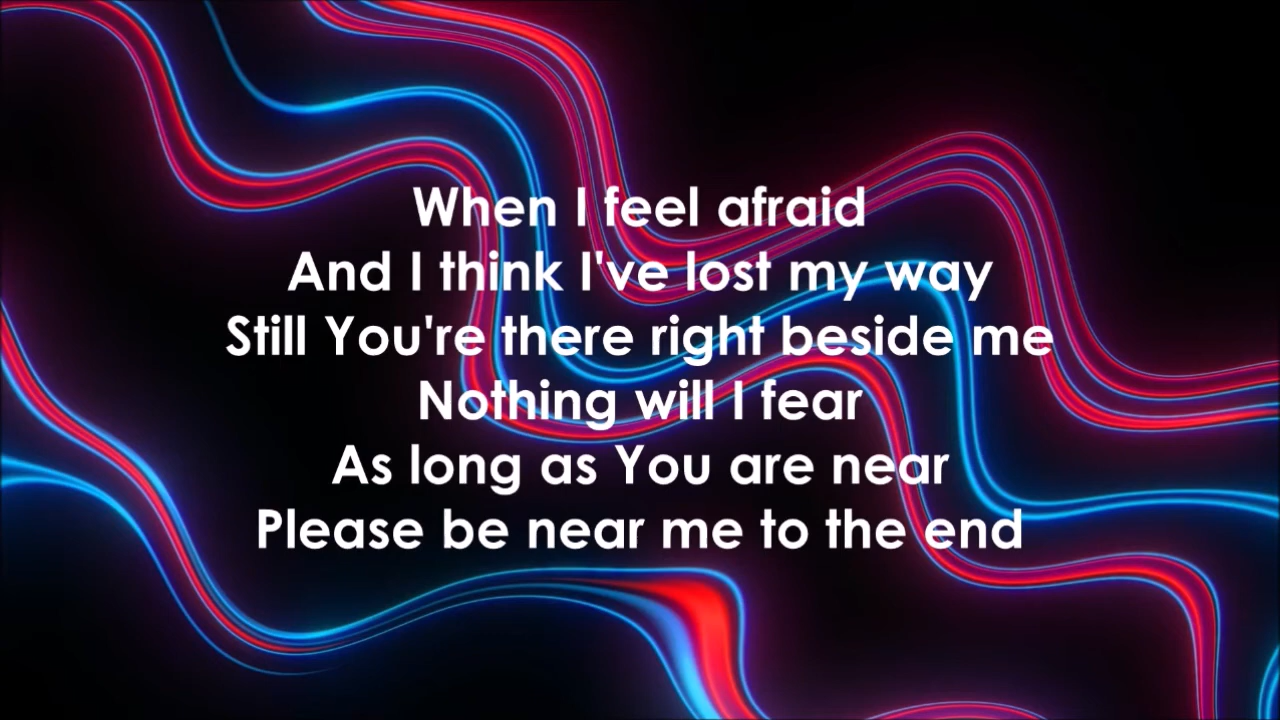 When I feel afraid
And I think I've lost my way
Still You're there right beside me
Nothing will I fear
As long as You are near
Please be near me to the end